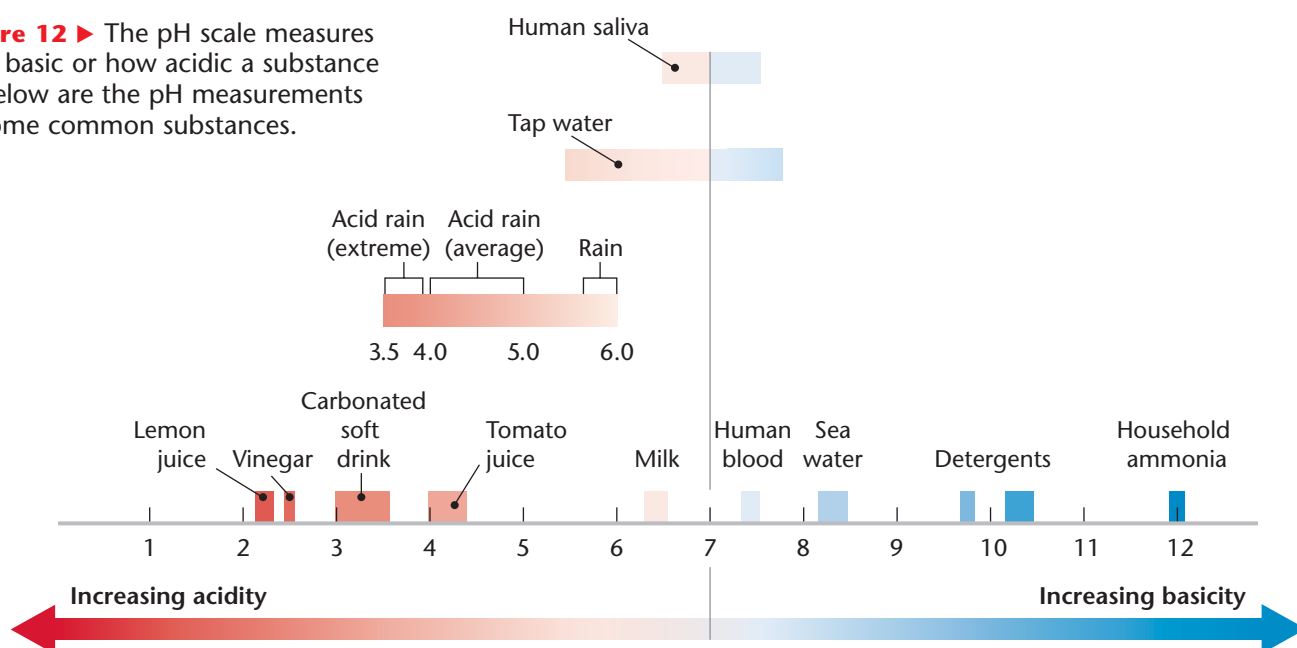 12 ▶ The pH scale measures
basic or how acidic a substance
are the pH measurements
common substances.
Human saliva
Tap water
Acid rain
(extreme)
Acid rain
(average)
Rain
3.5 4.0 5.0 6.0
Lemon
juice
Vinegar
Carbonated
soft
drink
Tomato
juice
Milk
Human
blood
Sea
water
Detergents
Household
ammonia
1 2 3 4 5 6 7 8 9 10 11 12
Increasing acidity
Increasing basicity